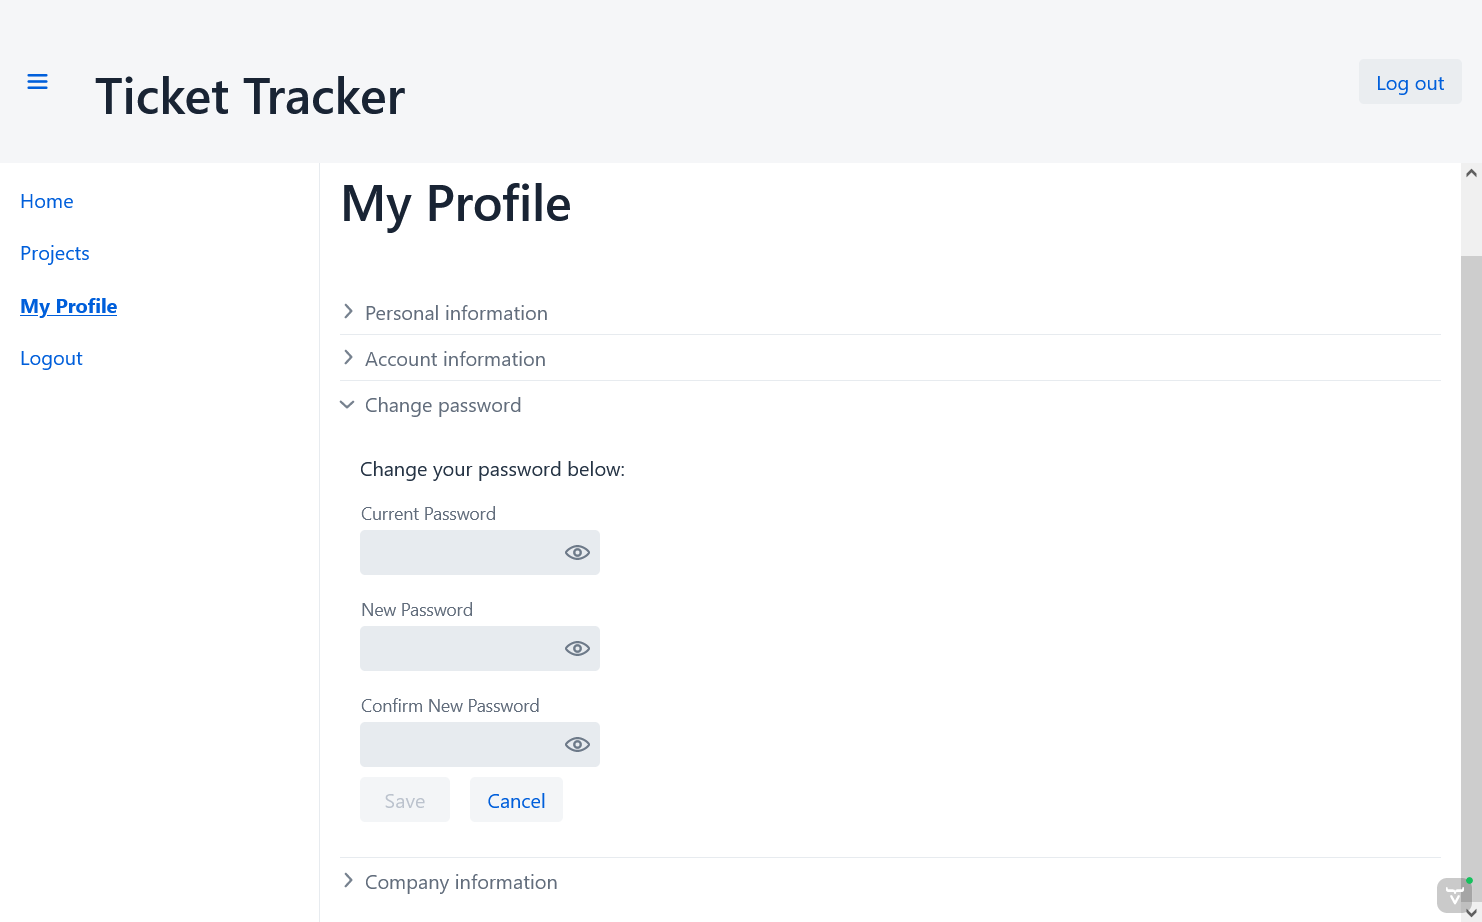 Ticket Tracker
Log out
Home
Projects
My Profile
Logout
My Profile
Personal information
Account information
Change password
Change your password below:
Current Password
New Password
Confirm New Password
Save
Cancel
Company information